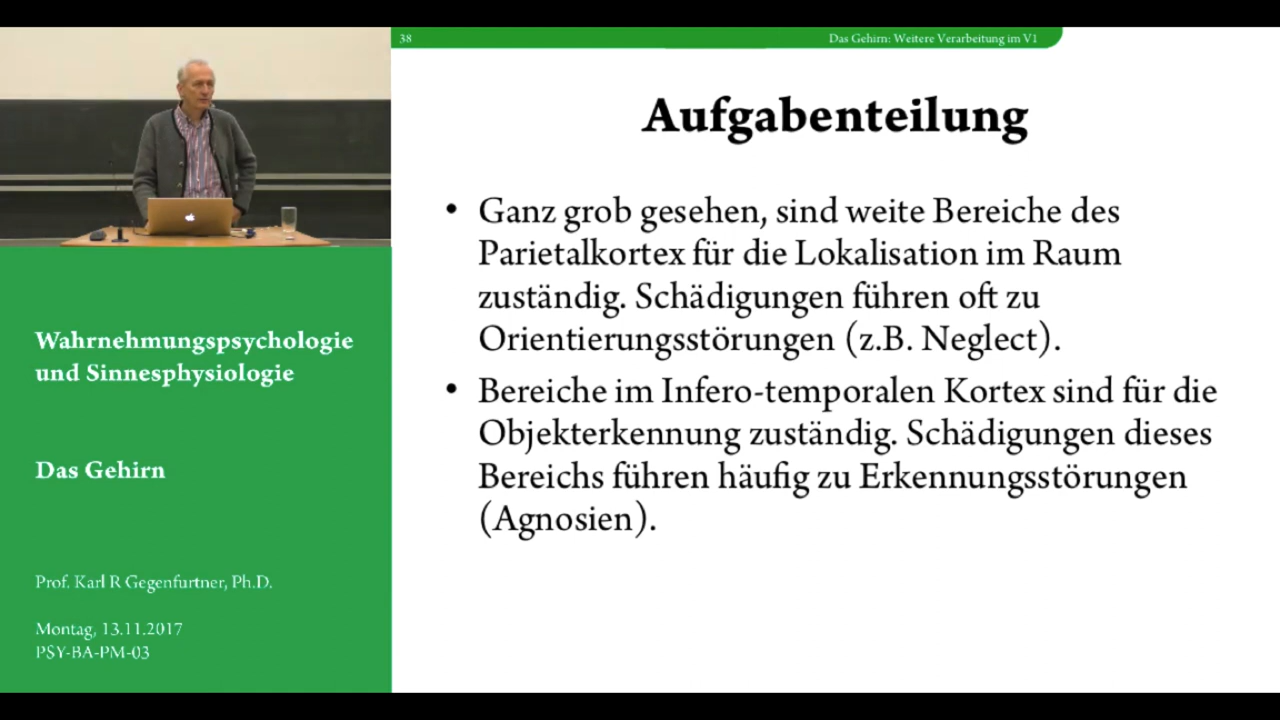 38
Das Gehirn: Weitere Verarbeitung im V1
Aufgabenteilung
• Ganz grob gesehen, sind weite Bereiche des
Parietalkortex für die Lokalisation im Raum
zuständig. Schädigungen führen oft zu
Orientierungsstörungen (z.B. Neglect).
• Bereiche im Infero-temporalen Kortex sind für die
Objekterkennung zuständig. Schädigungen dieses
Bereichs führen häufig zu Erkennungsstörungen
(Agnosien).
Wahrnehmungspsychologie
und Sinnesphysiologie
Das Gehirn
Prof. Karl R Gegenfurtner, Ph.D.
Montag, 13.11.2017
PSY-BA-PM-03